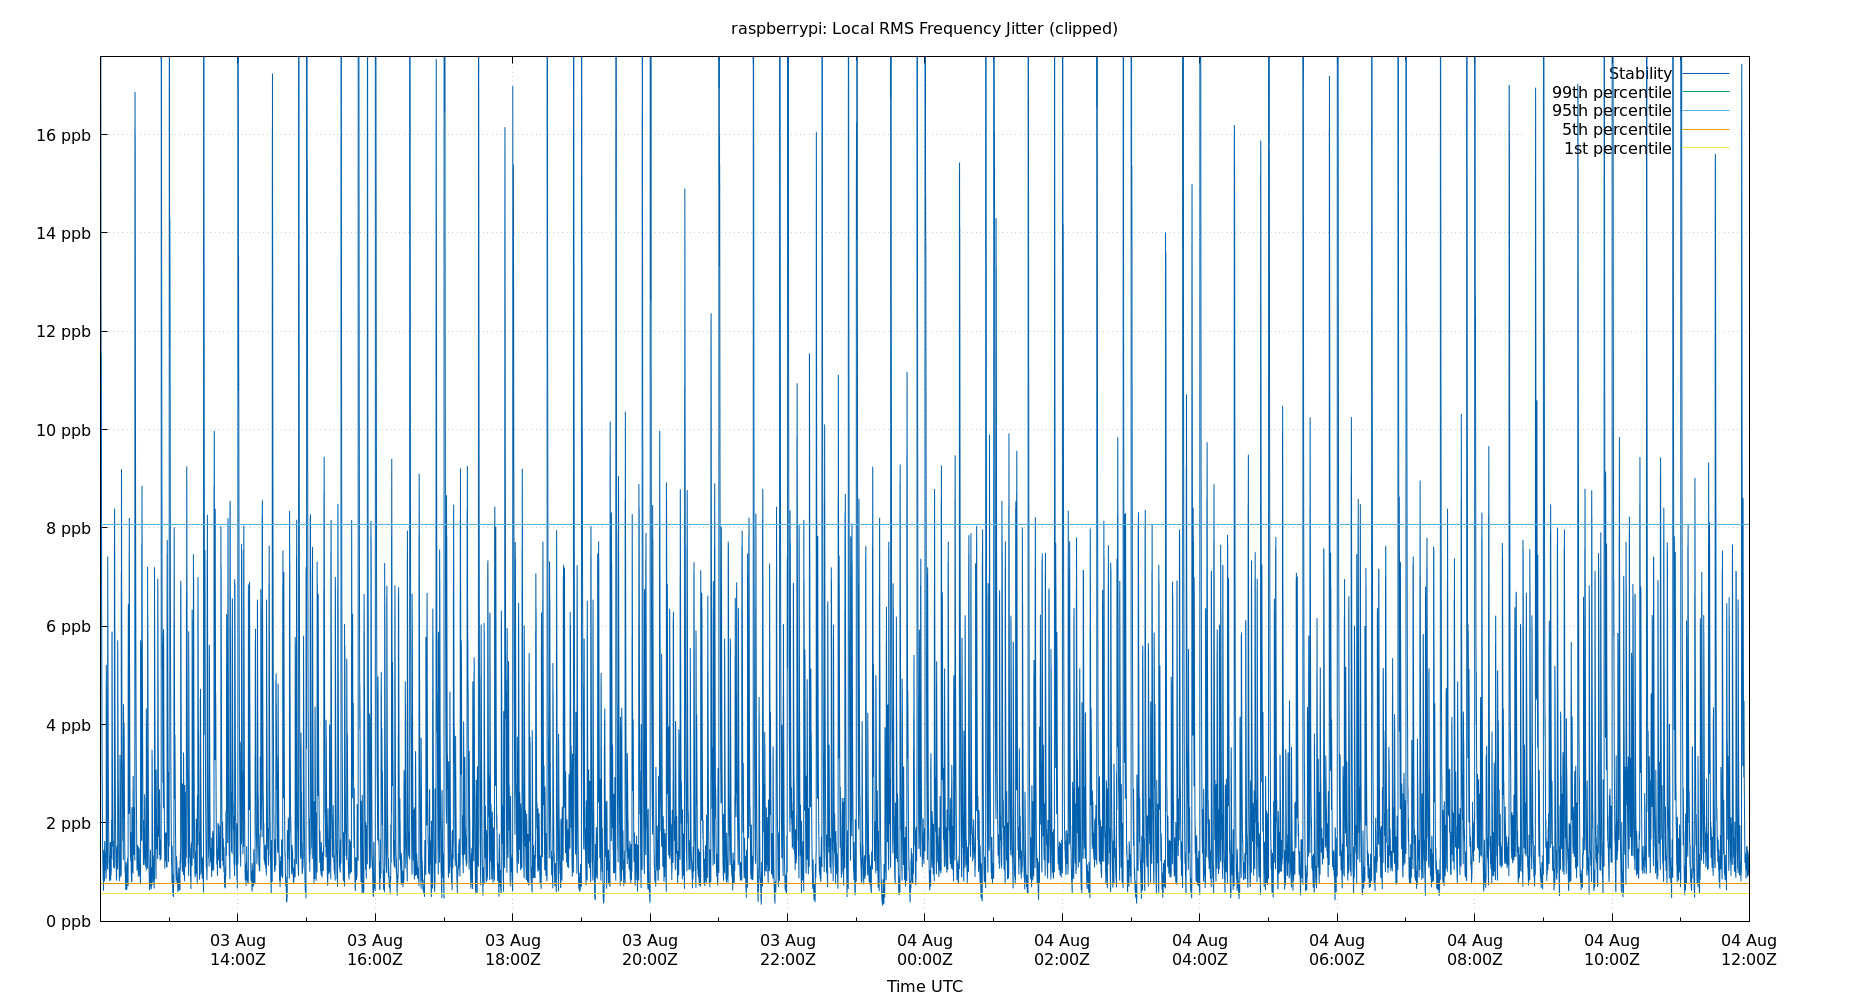 raspberrypi: Local RMS Frequency Jitter (clipped)
Stability
99th percentile
95th percentile
5th percentile
1st percentile
16 ppb
14 ppb
12 ppb
10 ppb
8 ppb
6 ppb
4 ppb
2 ppb
0 ppb
03 Aug 03 Aug 03 Aug 03 Aug 03 Aug 04 Aug 04 Aug 04 Aug 04 Aug 04 Aug 04 Aug 04 Aug
14:00Z 16:00Z 18:00Z 20:00Z 22:00Z 00:00Z 02:00Z 04:00Z 06:00Z 08:00Z 10:00Z 12:00Z
Time UTC